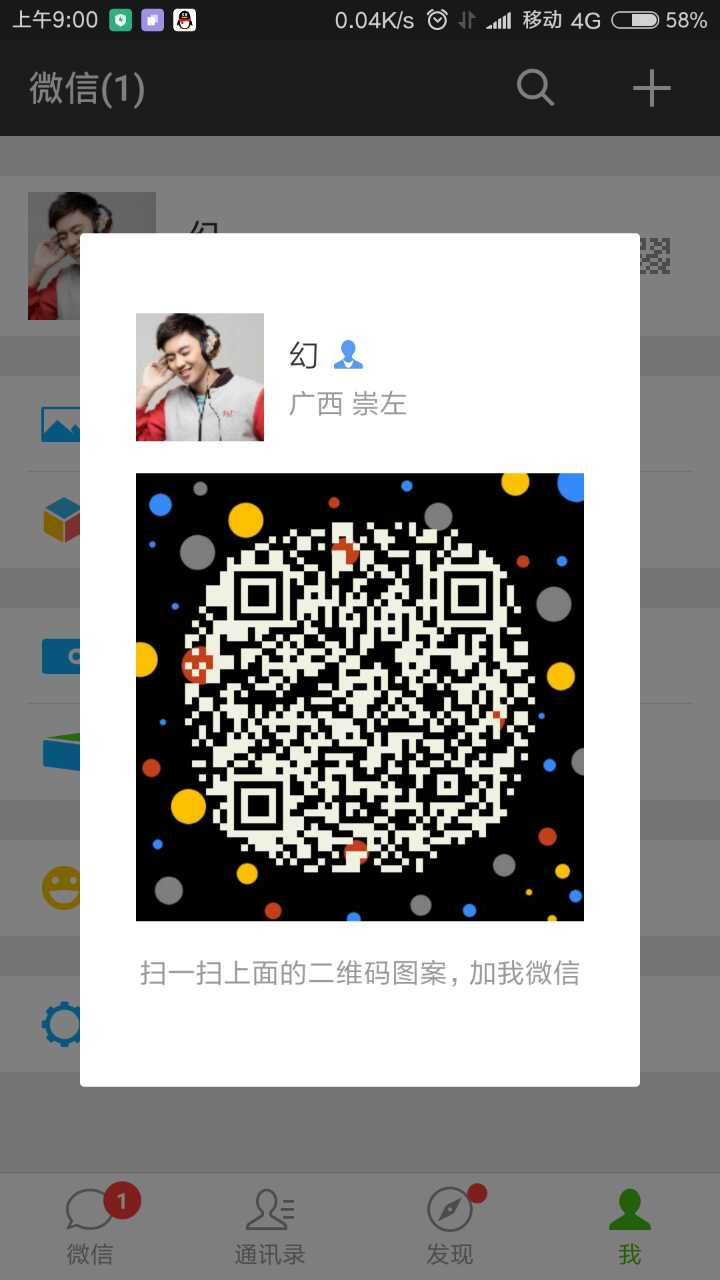 上午9:00
0.04K/s
移动 4G
58%
微信(1)
幻
广西 崇左
扫一扫上面的二维码图案，加我微信
1
微信
通讯录
发现
我